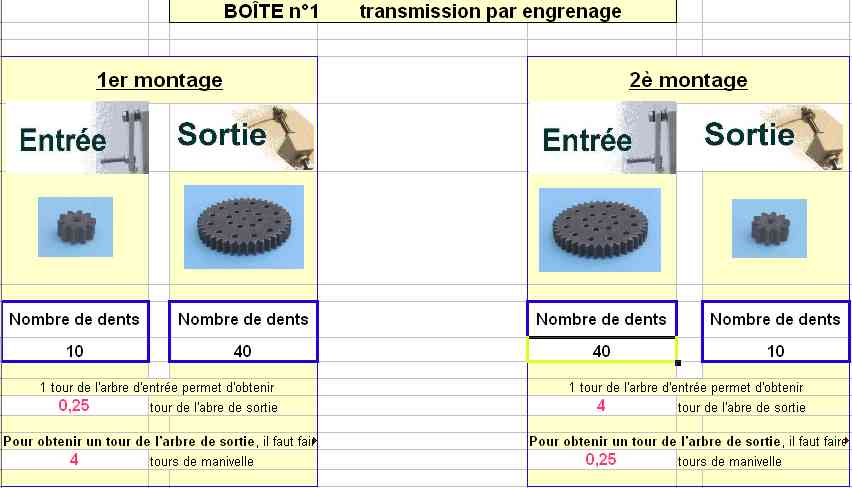 BOÎTE n°1 transmission par engrenage
1er montage
Entrée Sortie
Nombre de dents Nombre de dents
10 40
1 tour de l'arbre d'entrée permet d'obtenir
0,25 tour de l'abre de sortie
Pour obtenir un tour de l'arbre de sortie, il faut fair
4 tours de manivelle
2è montage
Entrée Sortie
Nombre de dents Nombre de dents
40 10
1 tour de l'arbre d'entrée permet d'obtenir
4 tour de l'abre de sortie
Pour obtenir un tour de l'arbre de sortie, il faut faire
0,25 tours de manivelle